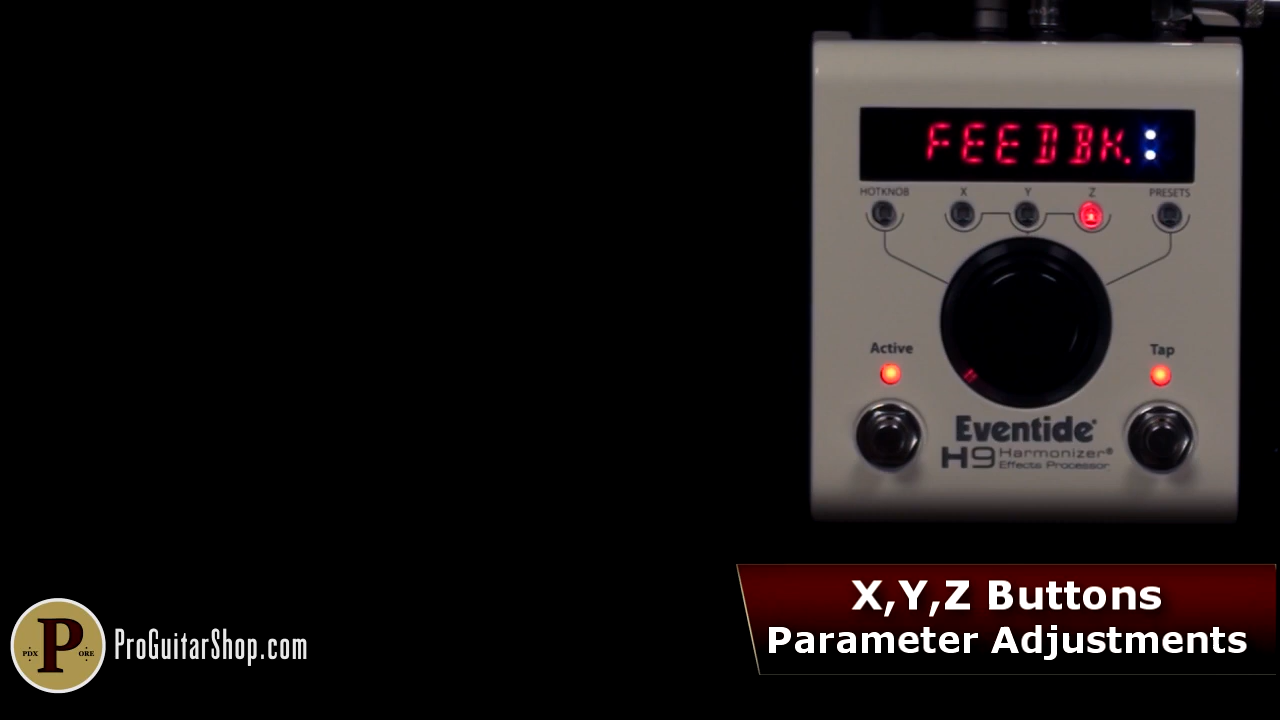 FEEDBK.
HOTKNOB X Y Z PRESETS
Active Tap
Eventide®
H9 Harmonizer®
Effects Processor
X,Y,Z Buttons
Parameter Adjustments
P
PDX ORE
ProGuitarShop.com